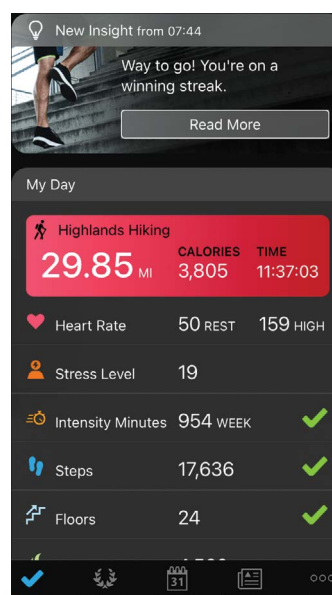 New Insight from 07:44
Way to go! You're on a
winning streak.
Read More
My Day
Highlands Hiking
29.85 MI
CALORIES
3,805
TIME
11:37:03
Heart Rate 50 REST 159 HIGH
Stress Level 19
Intensity Minutes 954 WEEK
Steps 17,636
Floors 24
31